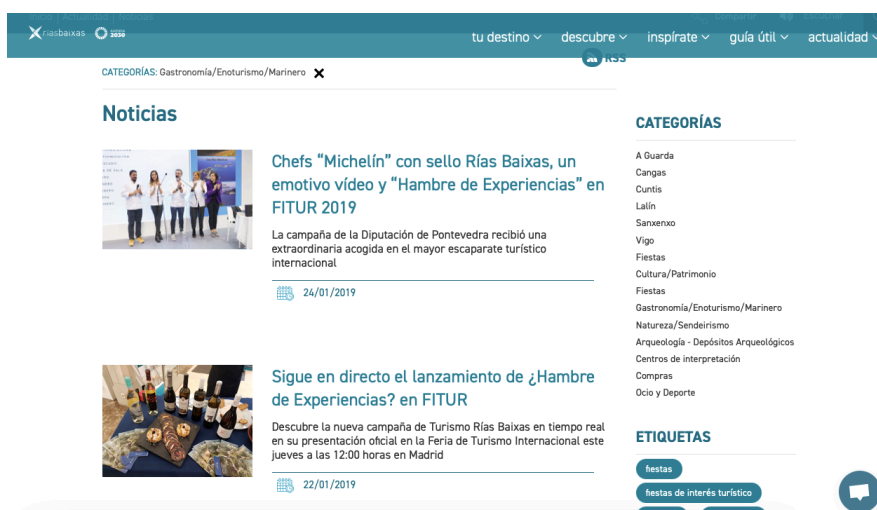 Inicio | Actualidad | Noticias
Comparar
Escuchar
riasbaixas
2030
tu destino
descubre
inspírate
guía útil
actualidad
RSS
CATEGORÍAS: Gastronomía/Enoturismo/Marinero
Noticias
Chefs “Michelín” con sello Rías Baixas, un
emotivo vídeo y “Hambre de Experiencias” en
FITUR 2019
La campaña de la Diputación de Pontevedra recibió una
extraordinaria acogida en el mayor escaparate turístico
internacional
24/01/2019
Sigue en directo el lanzamiento de ¿Hambre
de Experiencias? en FITUR
Descubre la nueva campaña de Turismo Rías Baixas en tiempo real
en su presentación oficial en la Feria de Turismo Internacional este
jueves a las 12:00 horas en Madrid
22/01/2019
CATEGORÍAS
A Guarda
Cangas
Cuntis
Lalín
Sanxenxo
Vigo
Fiestas
Cultura/Patrimonio
Fiestas
Gastronomía/Enoturismo/Marinero
Natureza/Sendeirismo
Arqueología - Depósitos Arqueológicos
Centros de interpretación
Compras
Ocio y Deporte
ETIQUETAS
fiestas
fiestas de interés turístico